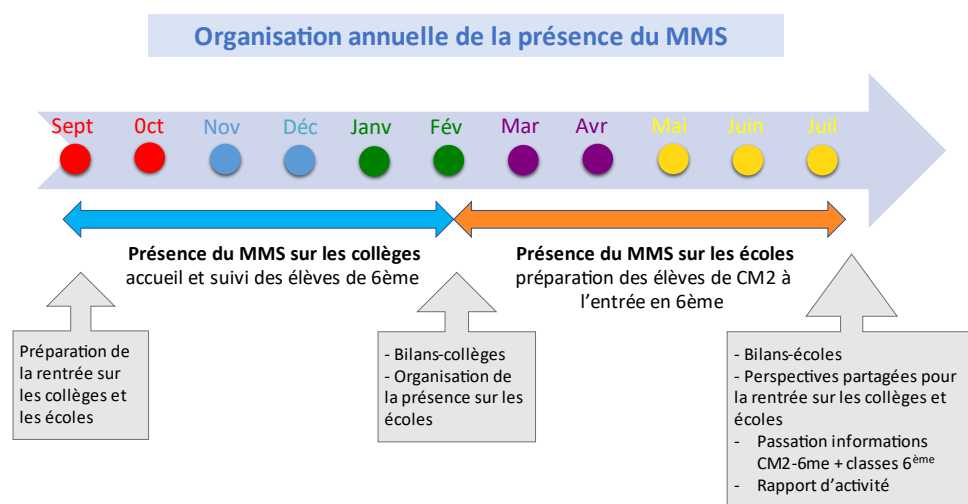 Organisation annuelle de la présence du MMS
Sept 0ct Nov Déc Janv Fév Mar Avr Mai Juin Juil
Présence du MMS sur les collèges
accueil et suivi des élèves de 6ème
Présence du MMS sur les écoles
préparation des élèves de CM2 à
l'entrée en 6ème
Préparation de
la rentrée sur
les collèges et
les écoles
- Bilans-collèges
- Organisation de
la présence sur les
écoles
- Bilans-écoles
- Perspectives partagées pour
la rentrée sur les collèges et
écoles
- Passation informations
CM2-6me + classes 6ème
- Rapport d'activité